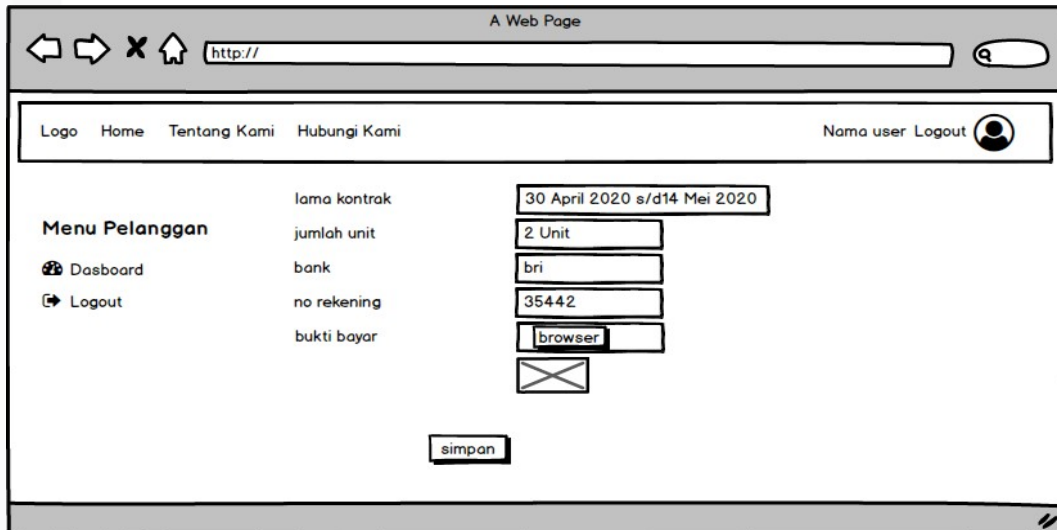 A Web Page
http://
Logo Home Tentang Kami Hubungi Kami Nama user Logout
Menu Pelanggan
Dasboard
Logout
lama kontrak 30 April 2020 s/d14 Mei 2020
jumlah unit 2 Unit
bank bri
no rekening 35442
bukti bayar browser
simpan